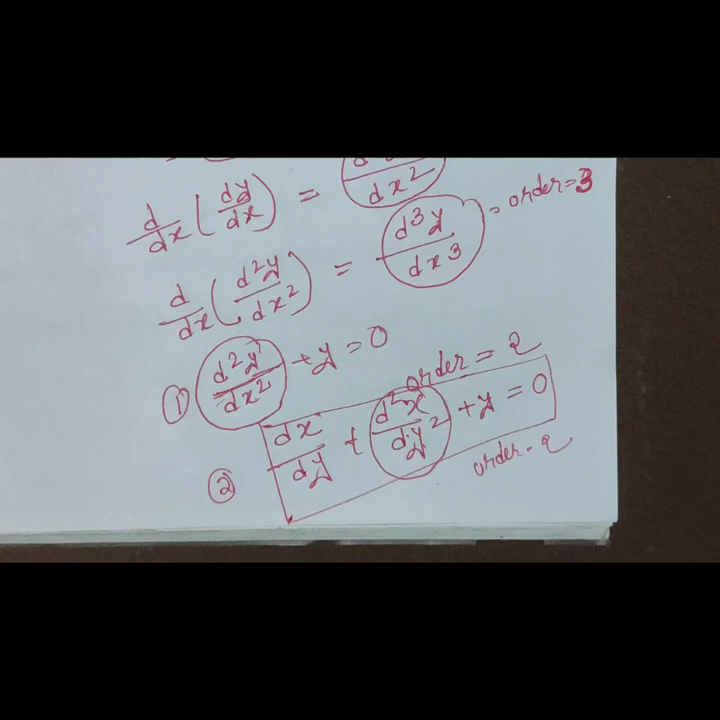 d/dx (dy/dx) = d²y/dx²
d/dx (d²y/dx²) = d³y/dx³ = order = 3
① d²y/dx² + y = 0
order = 2
② dx/dy + d²x/dy² + y = 0
order - 2